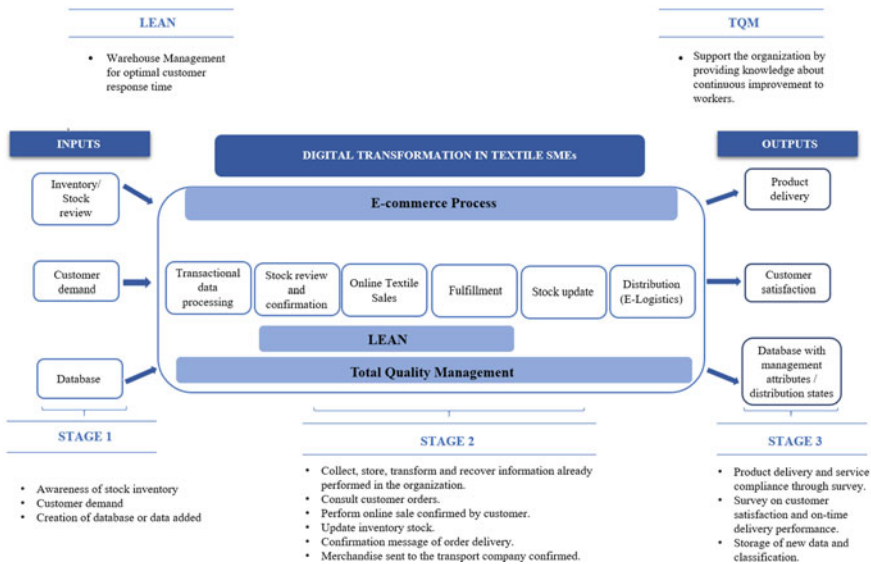 LEAN
• Warehouse Management
for optimal customer
response time
TQM
• Support the organization by
providing knowledge about
continuous improvement to
workers.
INPUTS
DIGITAL TRANSFORMATION IN TEXTILE SMEs
OUTPUTS
Inventory/
Stock
review
Customer
demand
Database
E-commerce Process
Transactional
data
processing
Stock review
and
confirmation
Online Textile
Sales
Fulfillment
Stock update
Distribution
(E-Logistics)
LEAN
Total Quality Management
Product
delivery
Customer
satisfaction
Database with
management
attributes /
distribution states
STAGE 1
• Awareness of stock inventory
• Customer demand
• Creation of database or data added
STAGE 2
• Collect, store, transform and recover information already
performed in the organization.
• Consult customer orders.
• Perform online sale confirmed by customer.
• Update inventory stock.
• Confirmation message of order delivery.
• Merchandise sent to the transport company confirmed.
STAGE 3
• Product delivery and service
compliance through survey.
• Survey on customer
satisfaction and on-time
delivery performance.
• Storage of new data and
classification.